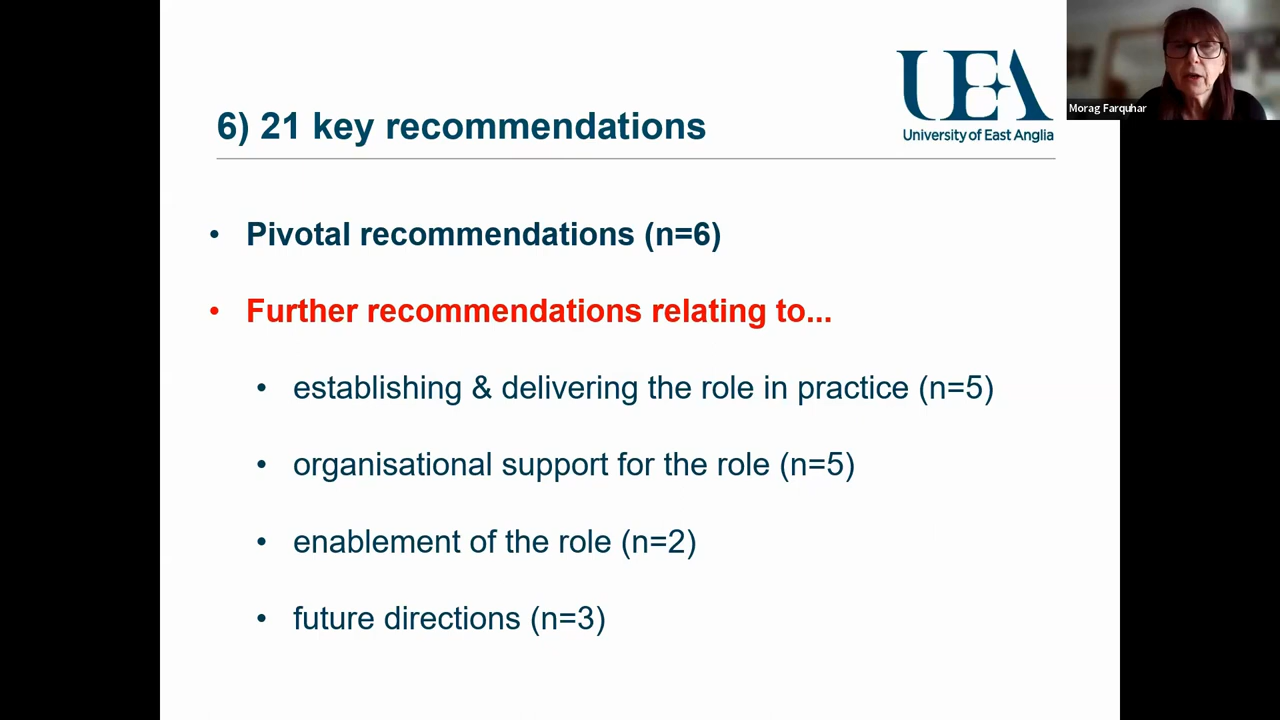 6) 21 key recommendations
UEA
University of East Anglia
Morag Farquhar
• Pivotal recommendations (n=6)
• Further recommendations relating to...
• establishing & delivering the role in practice (n=5)
• organisational support for the role (n=5)
• enablement of the role (n=2)
• future directions (n=3)